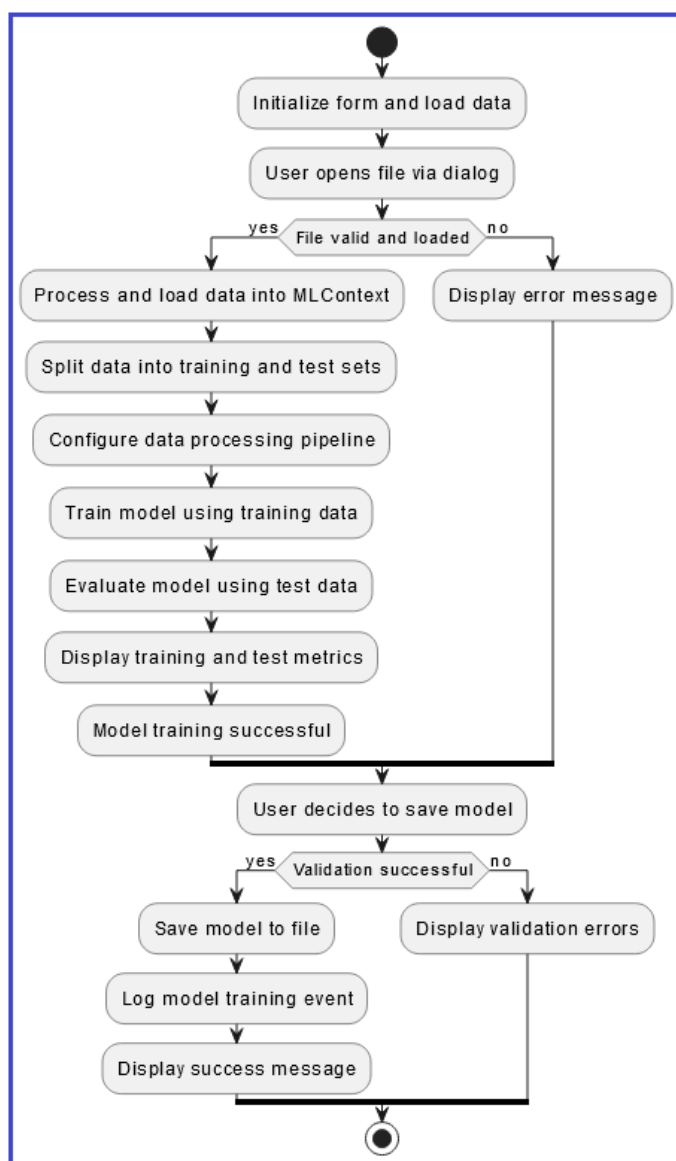 Initialize form and load data
User opens file via dialog
yes
File valid and loaded
no
Process and load data into MLContext
Display error message
Split data into training and test sets
Configure data processing pipeline
Train model using training data
Evaluate model using test data
Display training and test metrics
Model training successful
User decides to save model
yes
Validation successful
no
Save model to file
Display validation errors
Log model training event
Display success message